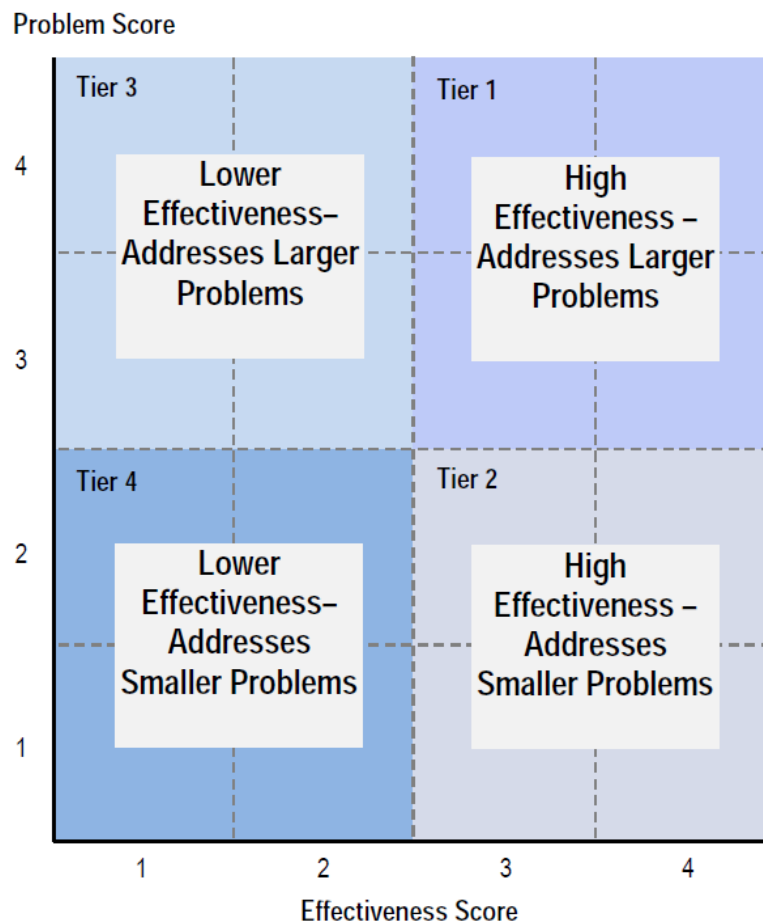 Problem Score
Tier 3
Tier 1
4
Lower
Effectiveness–
Addresses Larger
Problems
High
Effectiveness –
Addresses Larger
Problems
3
Tier 4
Tier 2
2
Lower
Effectiveness–
Addresses
Smaller Problems
High
Effectiveness –
Addresses
Smaller Problems
1
1
2
3
4
Effectiveness Score